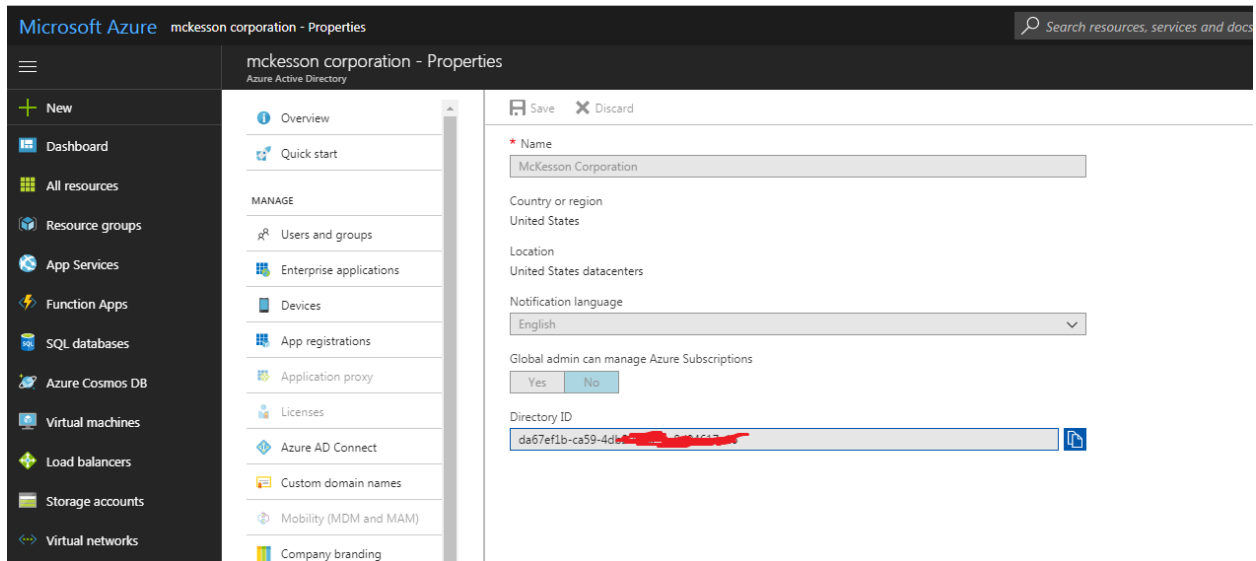 Microsoft Azure mckesson corporation - Properties
Search resources, services and docs
mckesson corporation - Properties
Azure Active Directory
New
Dashboard
All resources
Resource groups
App Services
Function Apps
SQL databases
Azure Cosmos DB
Virtual machines
Load balancers
Storage accounts
Virtual networks
Overview
Quick start
MANAGE
Users and groups
Enterprise applications
Devices
App registrations
Application proxy
Licenses
Azure AD Connect
Custom domain names
Mobility (MDM and MAM)
Company branding
Save Discard
* Name
McKesson Corporation
Country or region
United States
Location
United States datacenters
Notification language
English
Global admin can manage Azure Subscriptions
Yes No
Directory ID
da67ef1b-ca59-4db